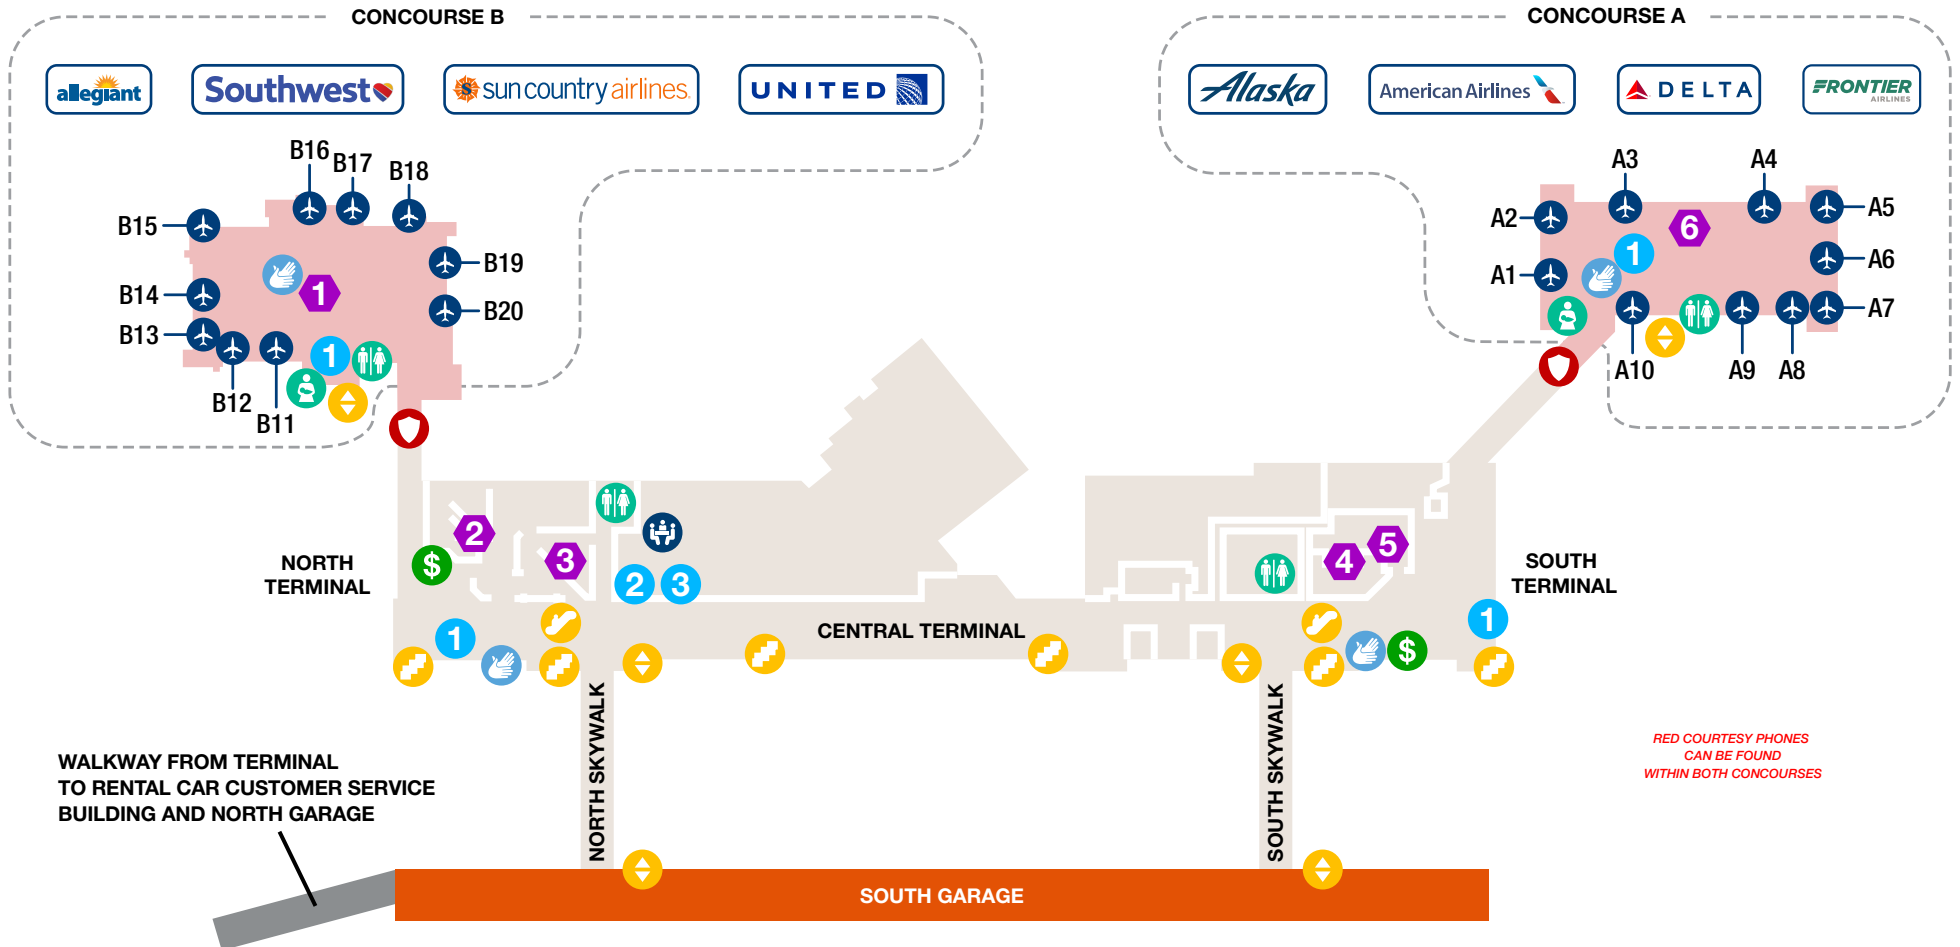 CONCOURSE B
CONCOURSE A
allegiant
Southwest
sun country airlines.
UNITED
Alaska
American Airlines
DELTA
FRONTIER
AIRLINES
B16
B17
B18
B15
B19
B14
B20
B13
B12
B11
1
1
A3
A4
A2
A5
6
1
A1
A6
A7
A10
A9
A8
2
3
$
2
3
NORTH
TERMINAL
1
CENTRAL TERMINAL
4
5
SOUTH
TERMINAL
1
$
NORTH SKYWALK
SOUTH SKYWALK
RED COURTESY PHONES
CAN BE FOUND
WITHIN BOTH CONCOURSES
WALKWAY FROM TERMINAL
TO RENTAL CAR CUSTOMER SERVICE
BUILDING AND NORTH GARAGE
SOUTH GARAGE